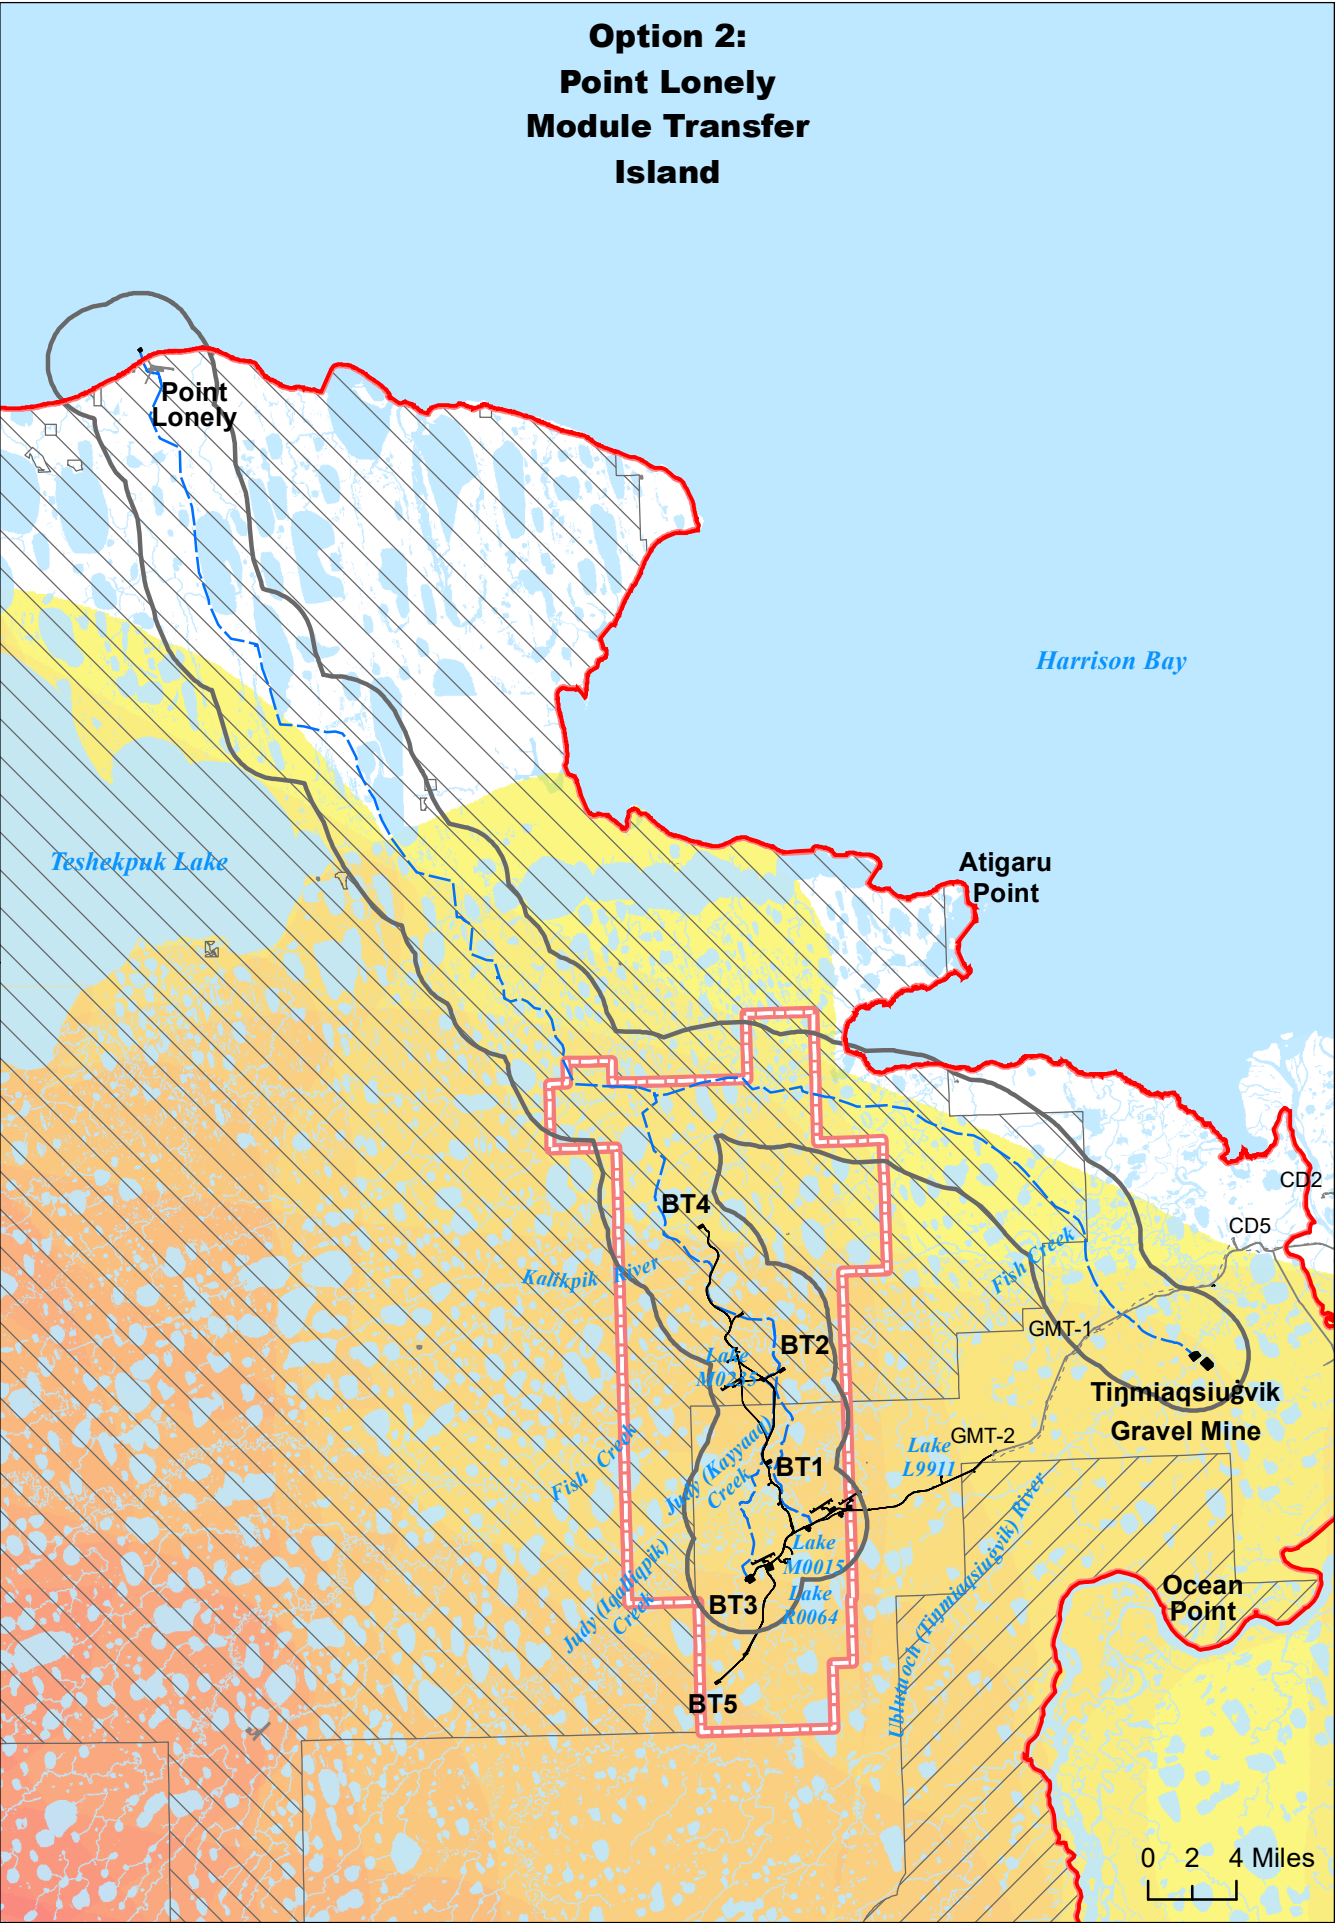 Option 2:
Point Lonely
Module Transfer
Island
Point
Lonely
Harrison Bay
Teshekpuk Lake
Atigaru
Point
CD2
BT4
CD5
Kalikpik River
Fish Creek
GMT-1
BT2
Lake
M0235
Tiŋmiaqsiuġvik
Gravel Mine
GMT-2
Lake
L9911
Fish Creek
Judy (Kayyaaq)
Creek
BT1
Lake
M0015
Ublutuoch (Tiŋmiaqsiuġvik) River
Judy (Iqalliqpik)
Creek
Ocean
Point
BT3
Lake
R0064
BT5
0 2 4 Miles